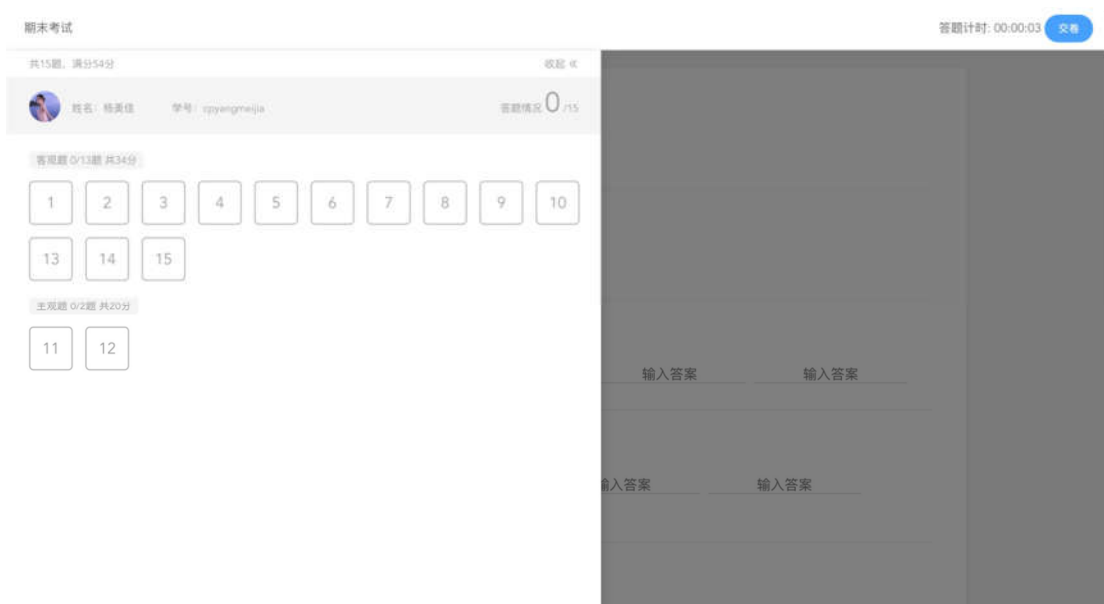 期末考试
答题计时: 00:00:03 交卷
共15题，满分54分 收起 «
姓名：杨美佳 学号：cpyangmeijia 答题情况 0 /15
客观题 0/13题 共34分
1 2 3 4 5 6 7 8 9 10
13 14 15
主观题 0/2题 共20分
11 12
输入答案 输入答案
输入答案 输入答案